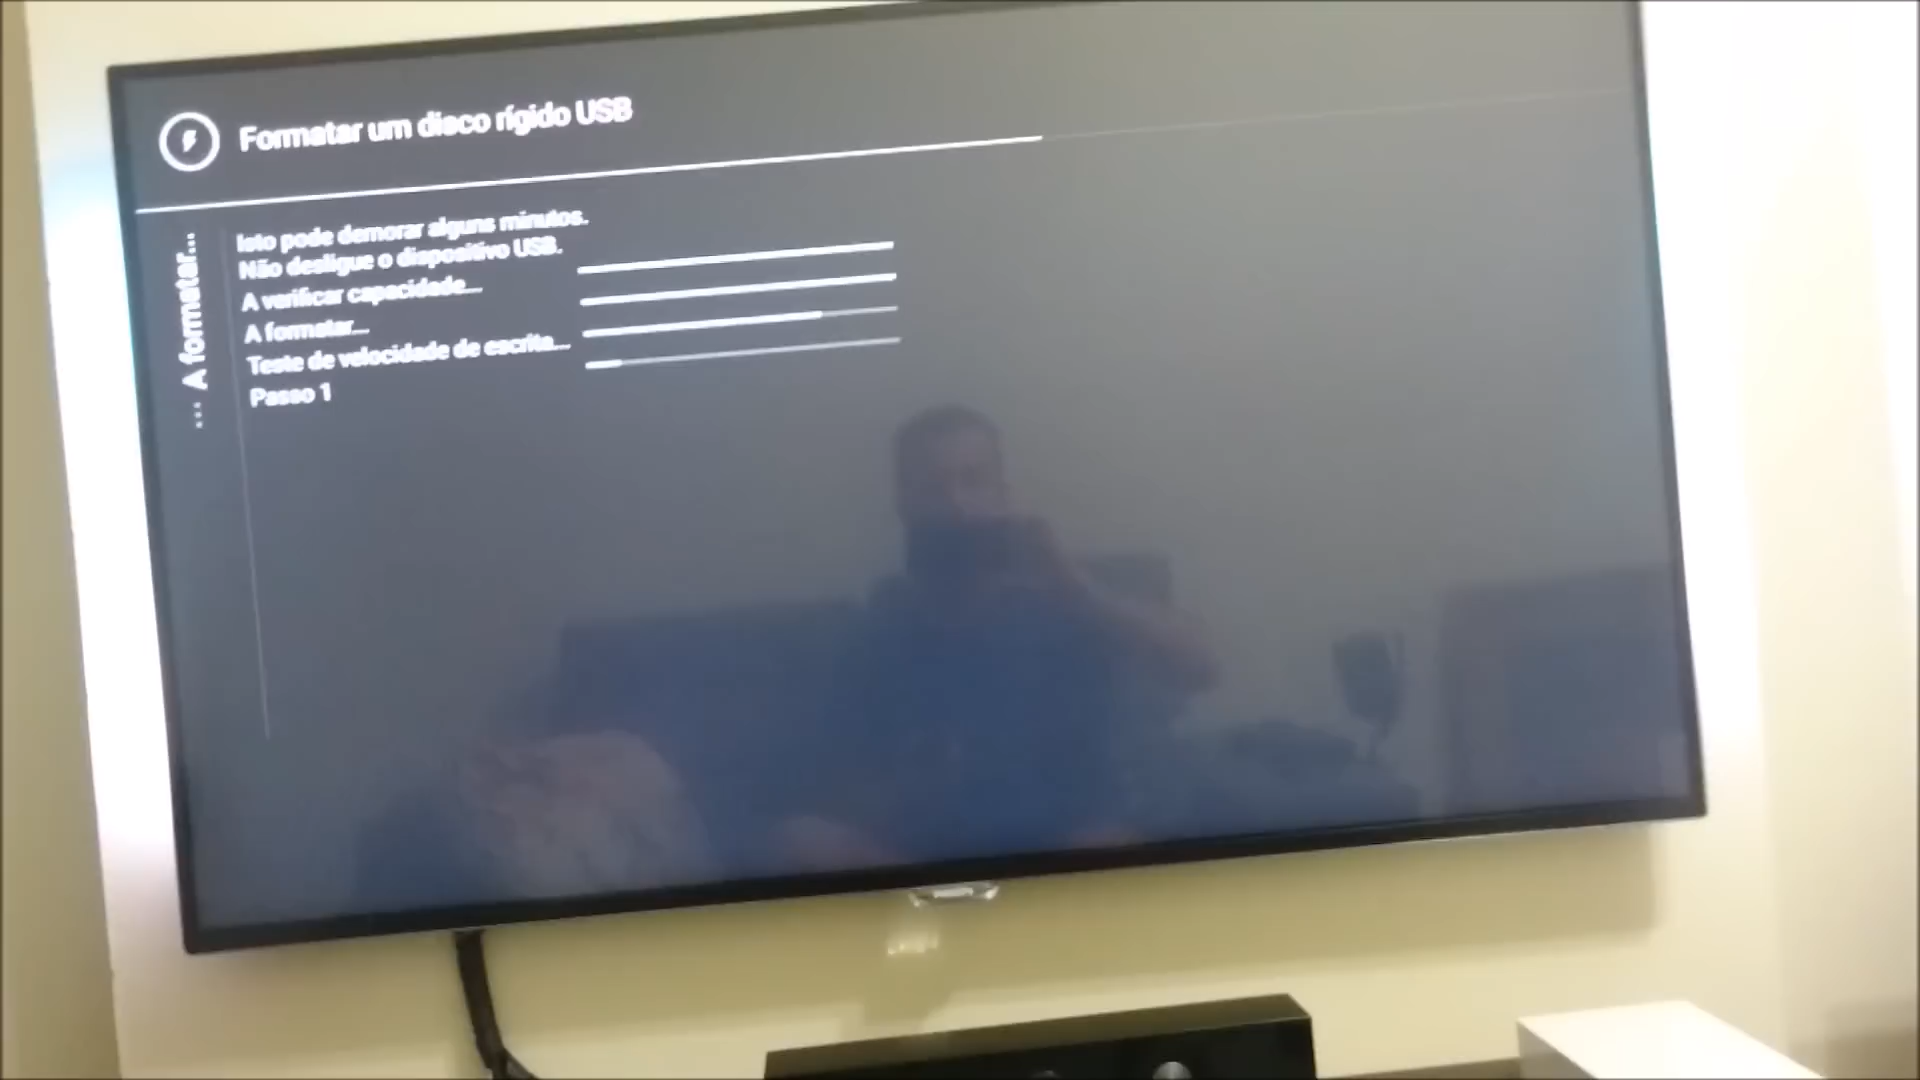 Formatar um disco rígido USB
... A formatar...
Isto pode demorar alguns minutos.
Não desligue o dispositivo USB.
A verificar capacidade...
A formatar...
Teste de velocidade de escrita...
Passo 1